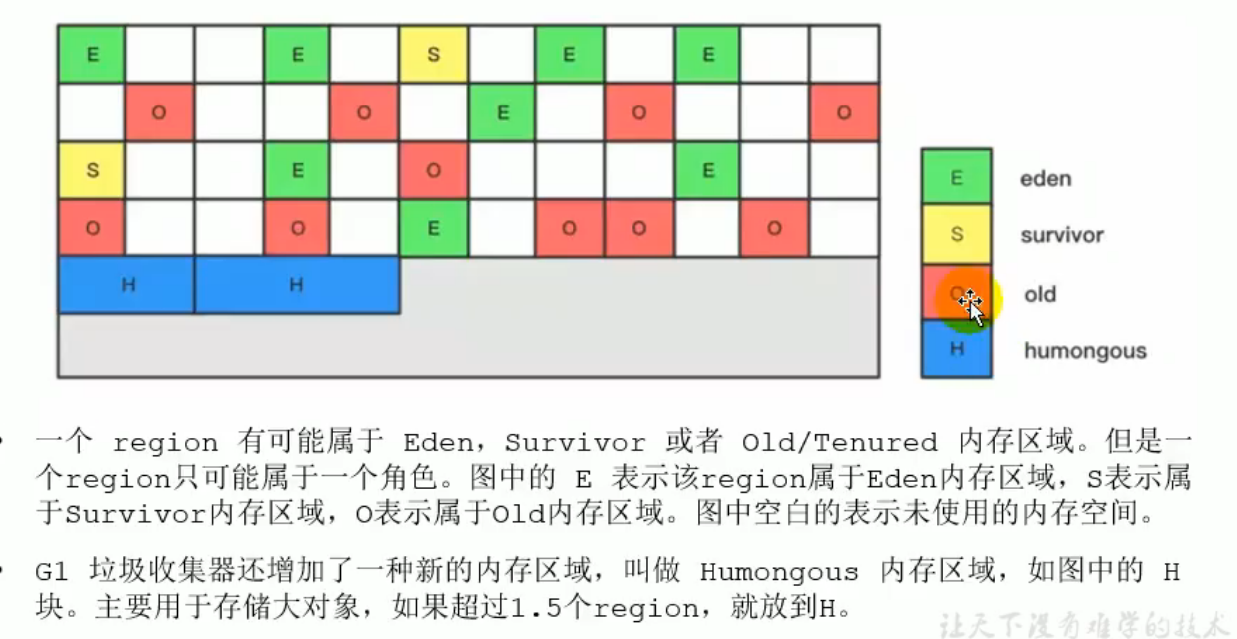 E E S E E
O O E O O
S E O E
O O E O O O
H H
E eden
S survivor
O old
H humongous
• 一个 region 有可能属于 Eden，Survivor 或者 Old/Tenured 内存区域。但是一
个region只可能属于一个角色。图中的 E 表示该region属于Eden内存区域，S表示属
于Survivor内存区域，O表示属于Old内存区域。图中空白的表示未使用的内存空间。
• G1 垃圾收集器还增加了一种新的内存区域，叫做 Humongous 内存区域，如图中的 H
块。主要用于存储大对象，如果超过1.5个region，就放到H。
让天下没有难学的技术